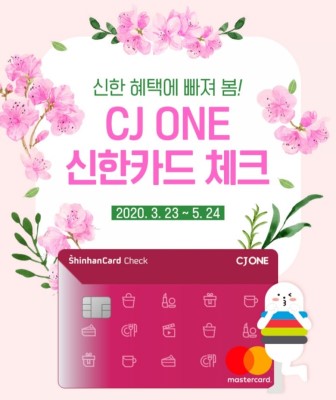 신한 혜택에 빠져 봄!
CJ ONE
신한카드 체크
2020. 3. 23 ~ 5. 24
ShinhanCard Check CJ ONE
mastercard